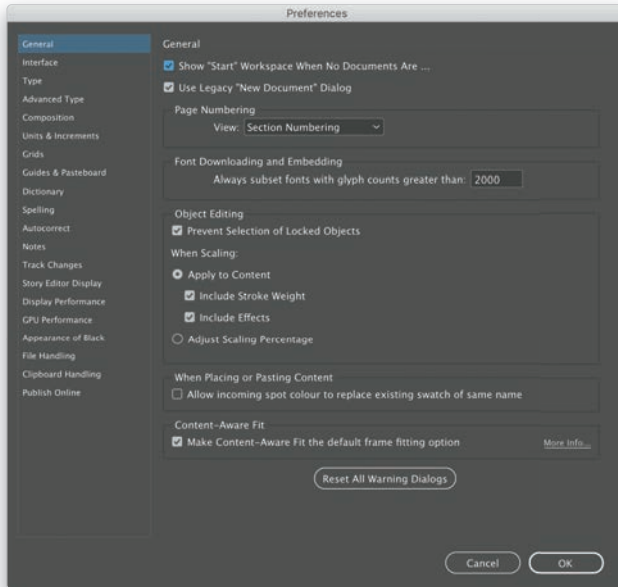 Preferences
General
Interface
Type
Advanced Type
Composition
Units & Increments
Grids
Guides & Pasteboard
Dictionary
Spelling
Autocorrect
Notes
Track Changes
Story Editor Display
Display Performance
GPU Performance
Appearance of Black
File Handling
Clipboard Handling
Publish Online
General
Show "Start" Workspace When No Documents Are ...
Use Legacy "New Document" Dialog
Page Numbering
View: Section Numbering
Font Downloading and Embedding
Always subset fonts with glyph counts greater than: 2000
Object Editing
Prevent Selection of Locked Objects
When Scaling:
Apply to Content
Include Stroke Weight
Include Effects
Adjust Scaling Percentage
When Placing or Pasting Content
Allow incoming spot colour to replace existing swatch of same name
Content-Aware Fit
Make Content-Aware Fit the default frame fitting option More Info...
Reset All Warning Dialogs
Cancel OK